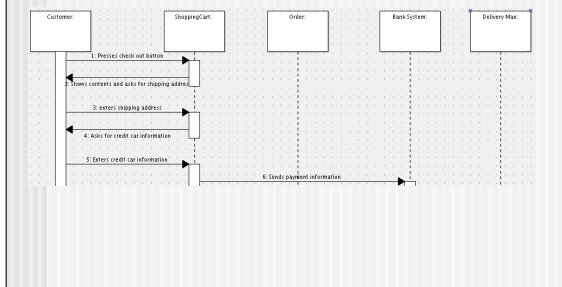 Customer: ShoppingCart: Order: Bank System: Delivery Man:
1: Presses check out button
2: Shows contents and asks for shipping addres
3: enters shipping address
4: Asks for credit car information
5: Enters credit car information
6: Sends payment information